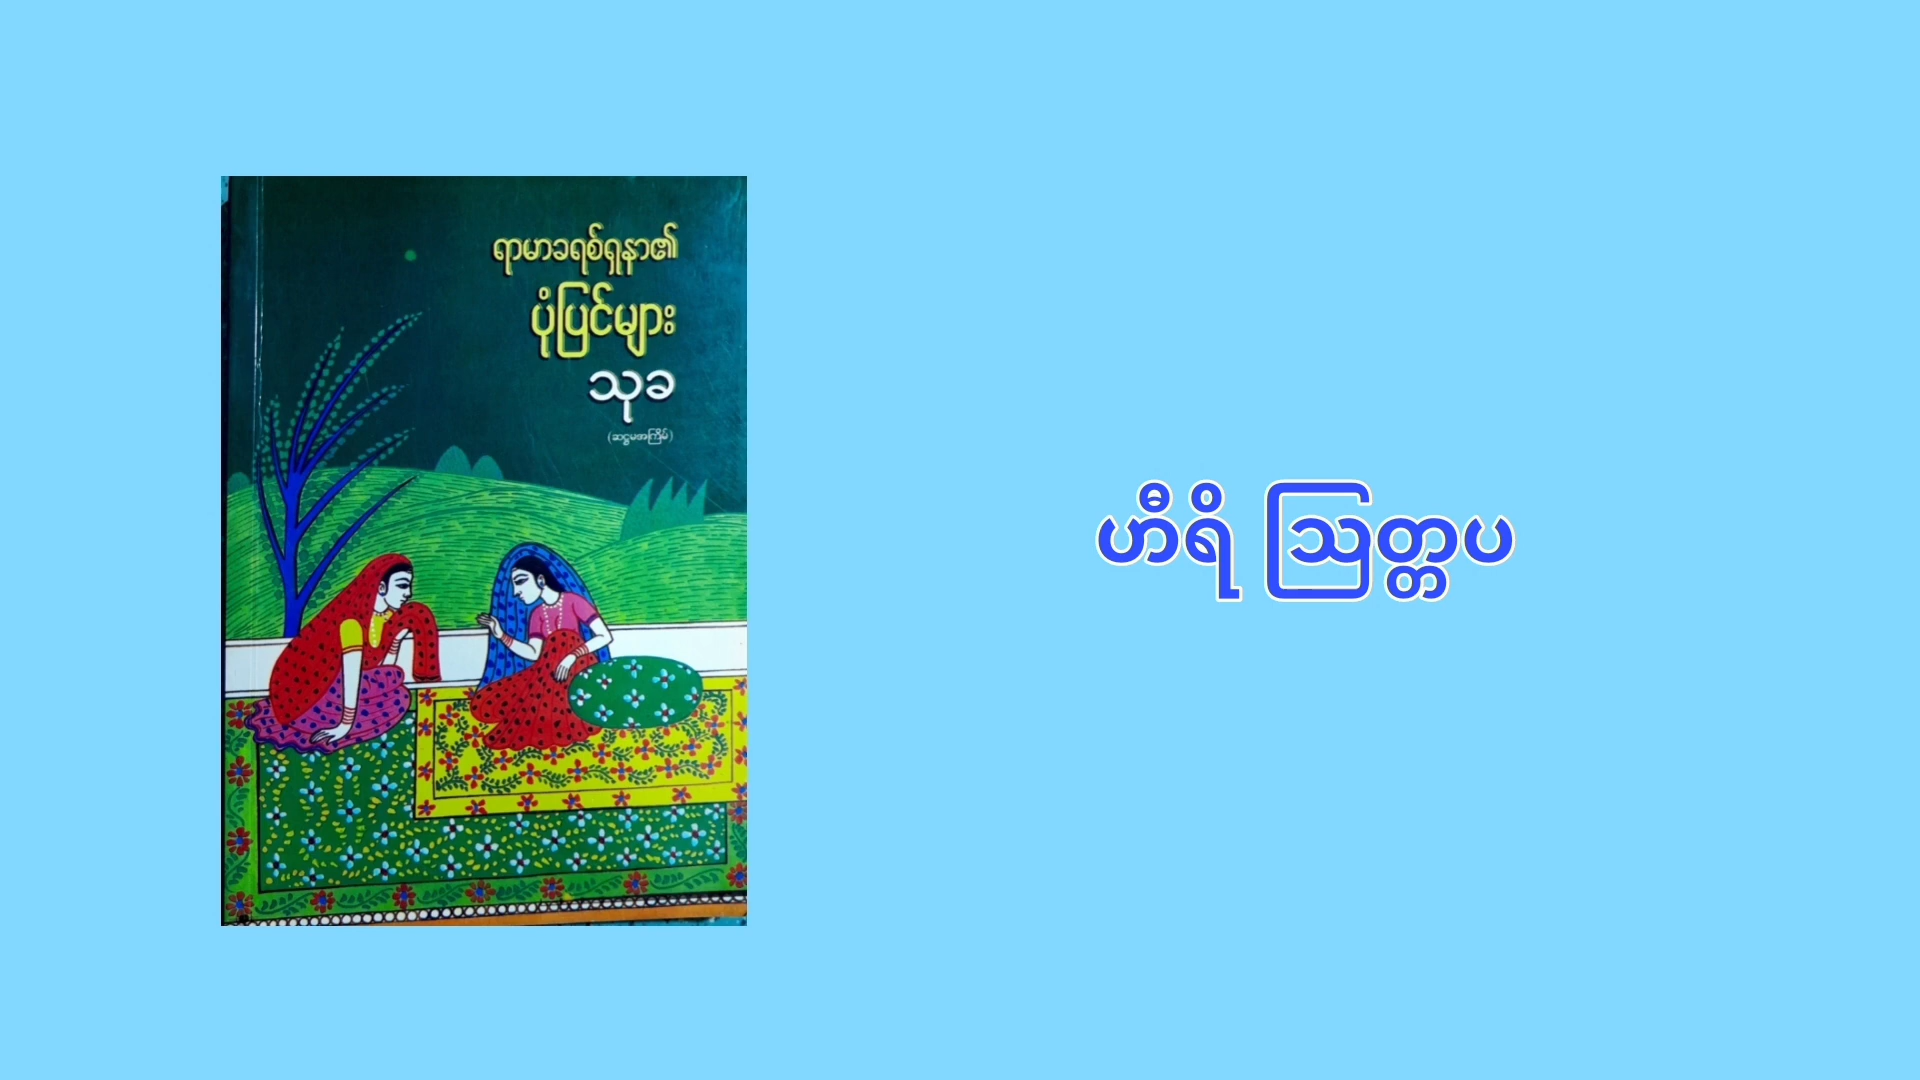 ရာမာခရစ်ရှနာ၏
ပုံပြင်များ
သုခ
(ဆဋ္ဌမအကြိမ်)
ဟီရိ ဩတ္တပ